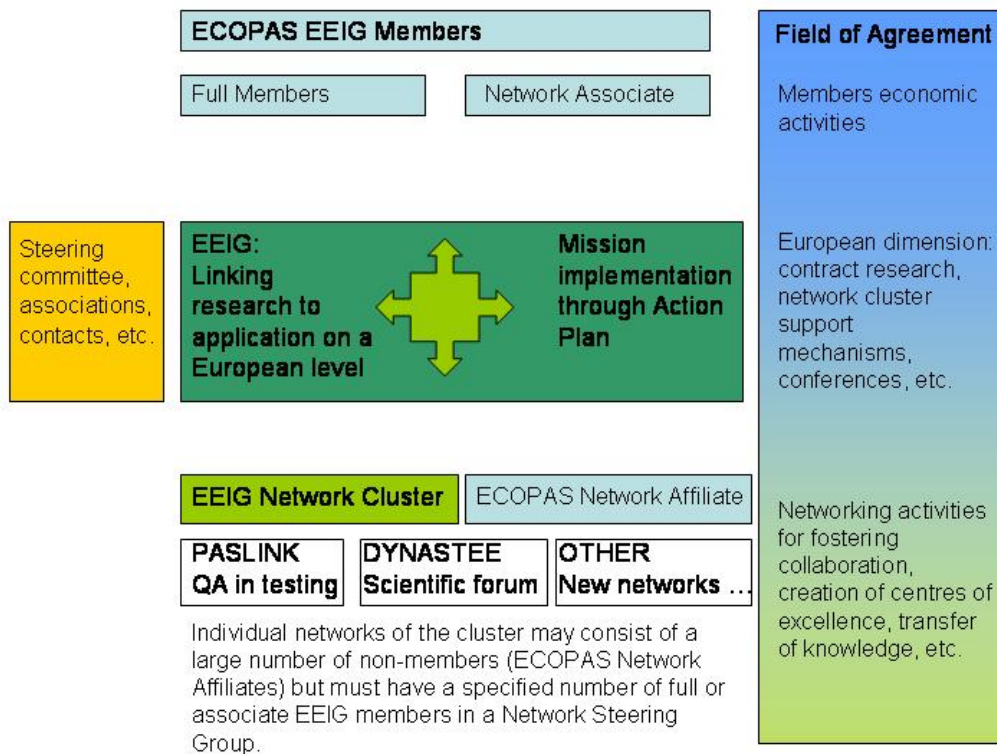 ECOPAS EEIG Members
Full Members
Network Associate
Steering
committee,
associations,
contacts, etc.
EEIG:
Linking
research to
application on a
European level
Mission
implementation
through Action
Plan
EEIG Network Cluster
ECOPAS Network Affiliate
PASLINK
QA in testing
DYNASTEE
Scientific forum
OTHER
New networks ...
Individual networks of the cluster may consist of a
large number of non-members (ECOPAS Network
Affiliates) but must have a specified number of full or
associate EEIG members in a Network Steering
Group.
Field of Agreement
Members economic
activities
European dimension:
contract research,
network cluster
support
mechanisms,
conferences, etc.
Networking activities
for fostering
collaboration,
creation of centres of
excellence, transfer
of knowledge, etc.